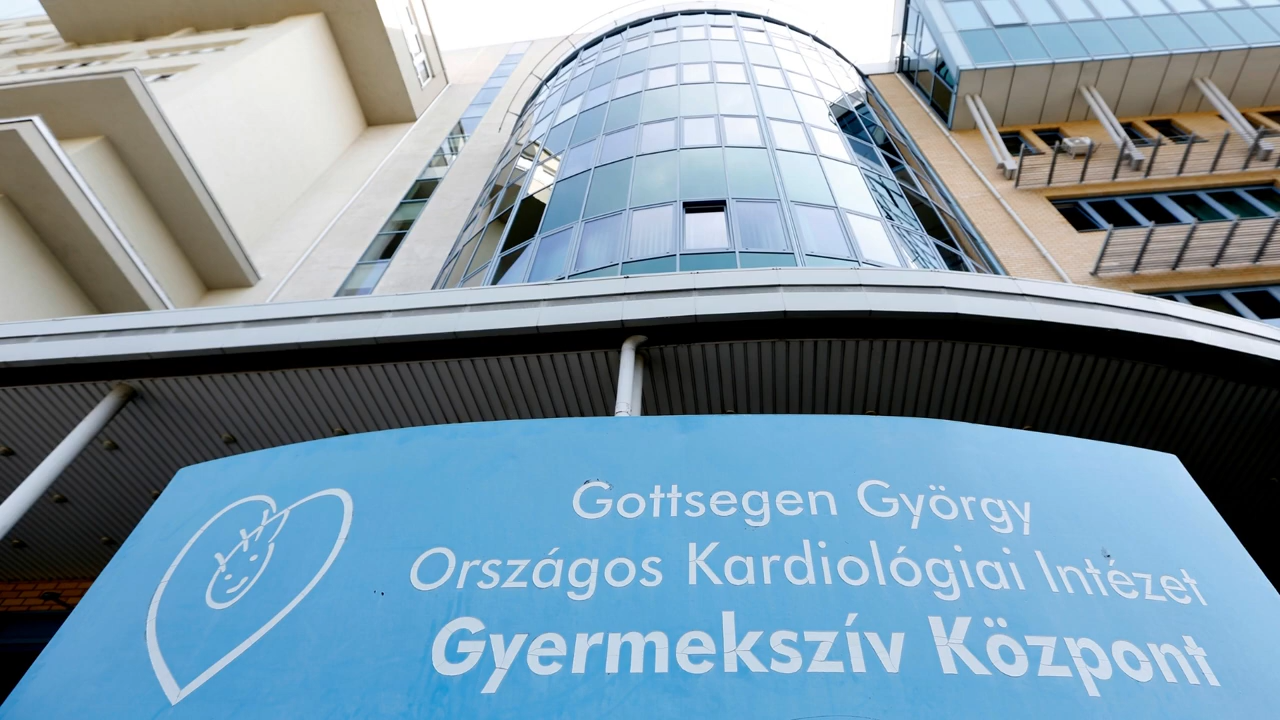 Gottsegen György
Országos Kardiológiai Intézet
Gyermekszív Központ